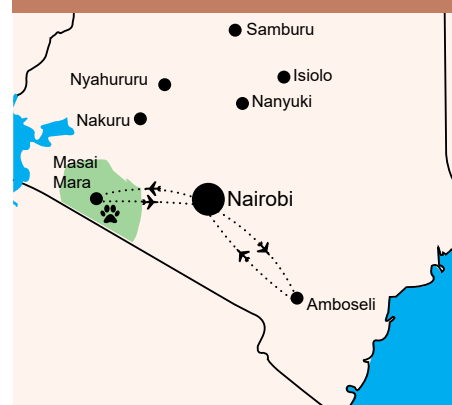 Samburu
Isiolo
Nyahururu
Nanyuki
Nakuru
Masai
Mara
Nairobi
Amboseli